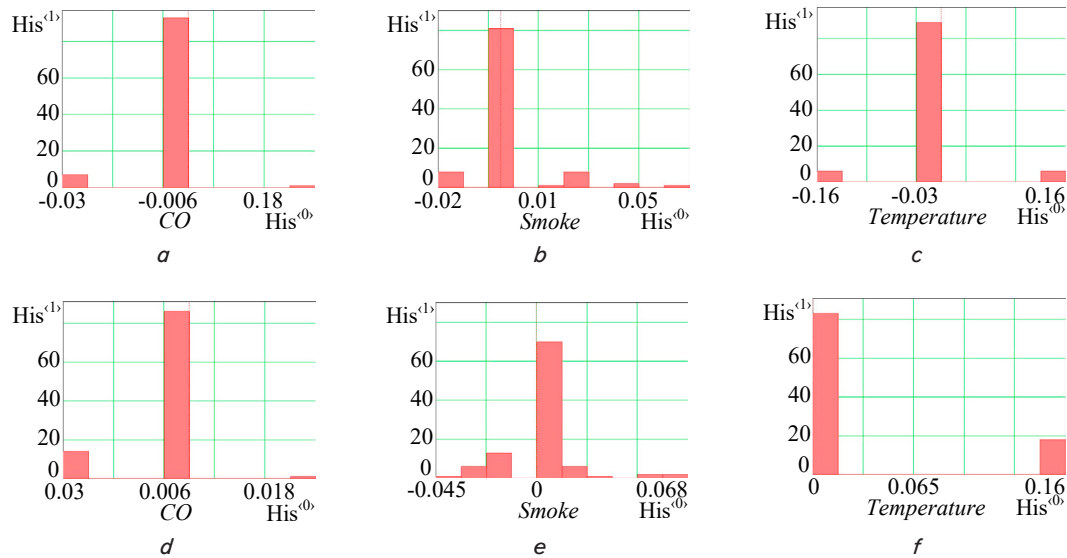 His⁽¹⁾
60
40
20
0
-0.03 -0.006 0.18
CO His⁽⁰⁾
a
His⁽¹⁾
60
40
20
0
-0.02 0.01 0.05
Smoke His⁽⁰⁾
b
His⁽¹⁾
60
40
20
0
-0.16 -0.03 0.16
Temperature His⁽⁰⁾
c
His⁽¹⁾
60
40
20
0
0.03 0.006 0.018
CO His⁽⁰⁾
d
His⁽¹⁾
60
40
20
0
-0.045 0 0.068
Smoke His⁽⁰⁾
e
His⁽¹⁾
60
40
20
0
0 0.065 0.16
Temperature His⁽⁰⁾
f